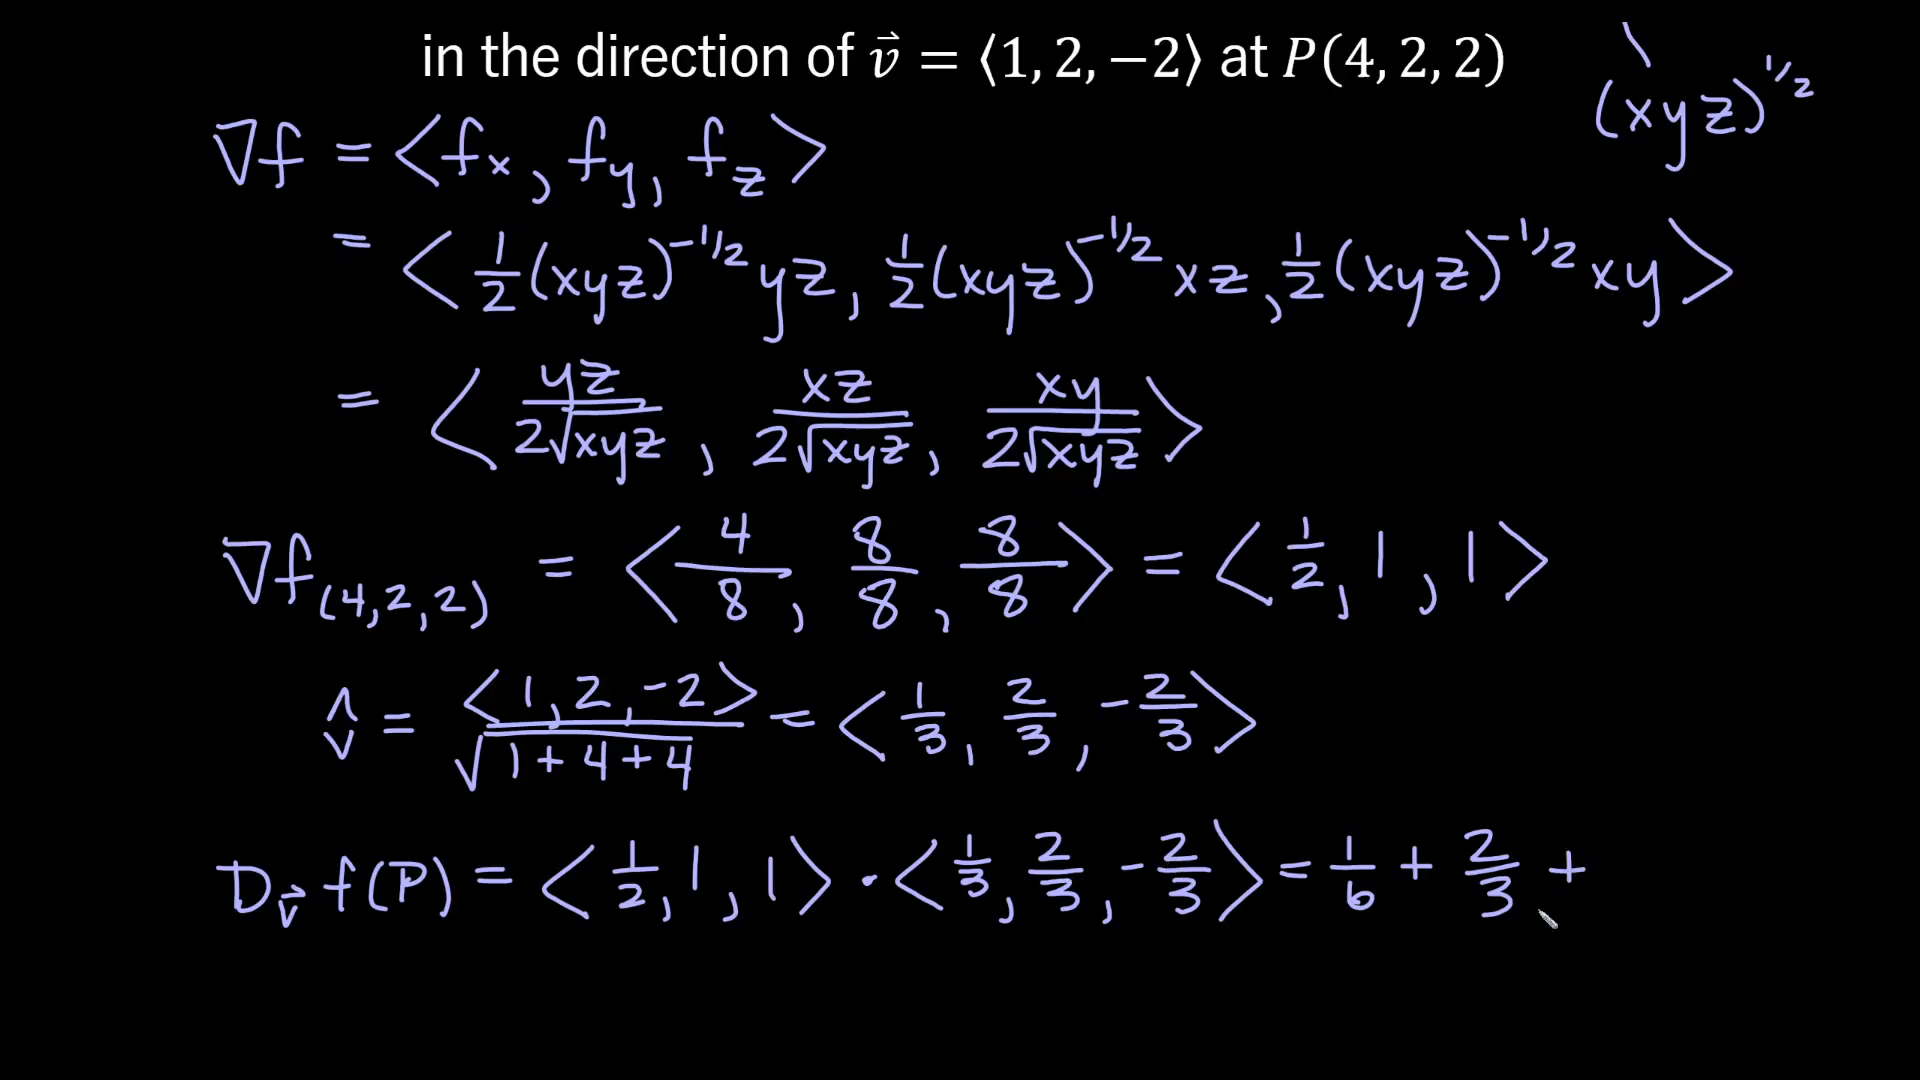 in the direction of v⃗ = ⟨1, 2, −2⟩ at P(4, 2, 2)
(xyz)^1/2
∇f = <fx, fy, fz>
= <1/2(xyz)^-1/2 yz, 1/2(xyz)^-1/2 xz, 1/2(xyz)^-1/2 xy>
= <yz/2√xyz, xz/2√xyz, xy/2√xyz>
∇f(4,2,2) = <4/8, 8/8, 8/8> = <1/2, 1, 1>
v̂ = <1, 2, -2>/√1+4+4 = <1/3, 2/3, -2/3>
Dv⃗ f(P) = <1/2, 1, 1> · <1/3, 2/3, -2/3> = 1/6 + 2/3 +